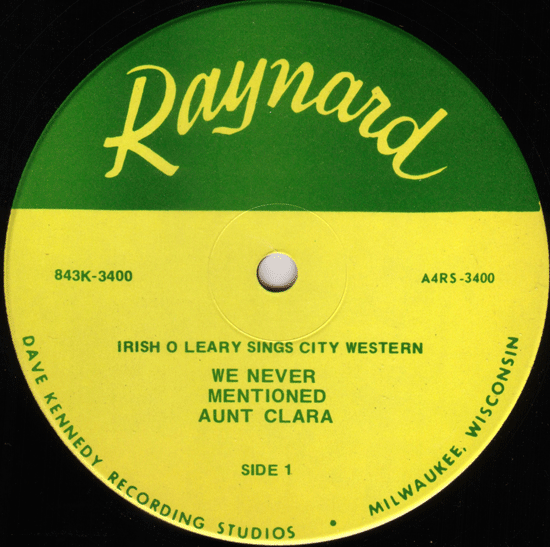 Raynard
843K-3400
A4RS-3400
IRISH O LEARY SINGS CITY WESTERN
WE NEVER
MENTIONED
AUNT CLARA
SIDE 1
DAVE KENNEDY RECORDING STUDIOS • MILWAUKEE, WISCONSIN